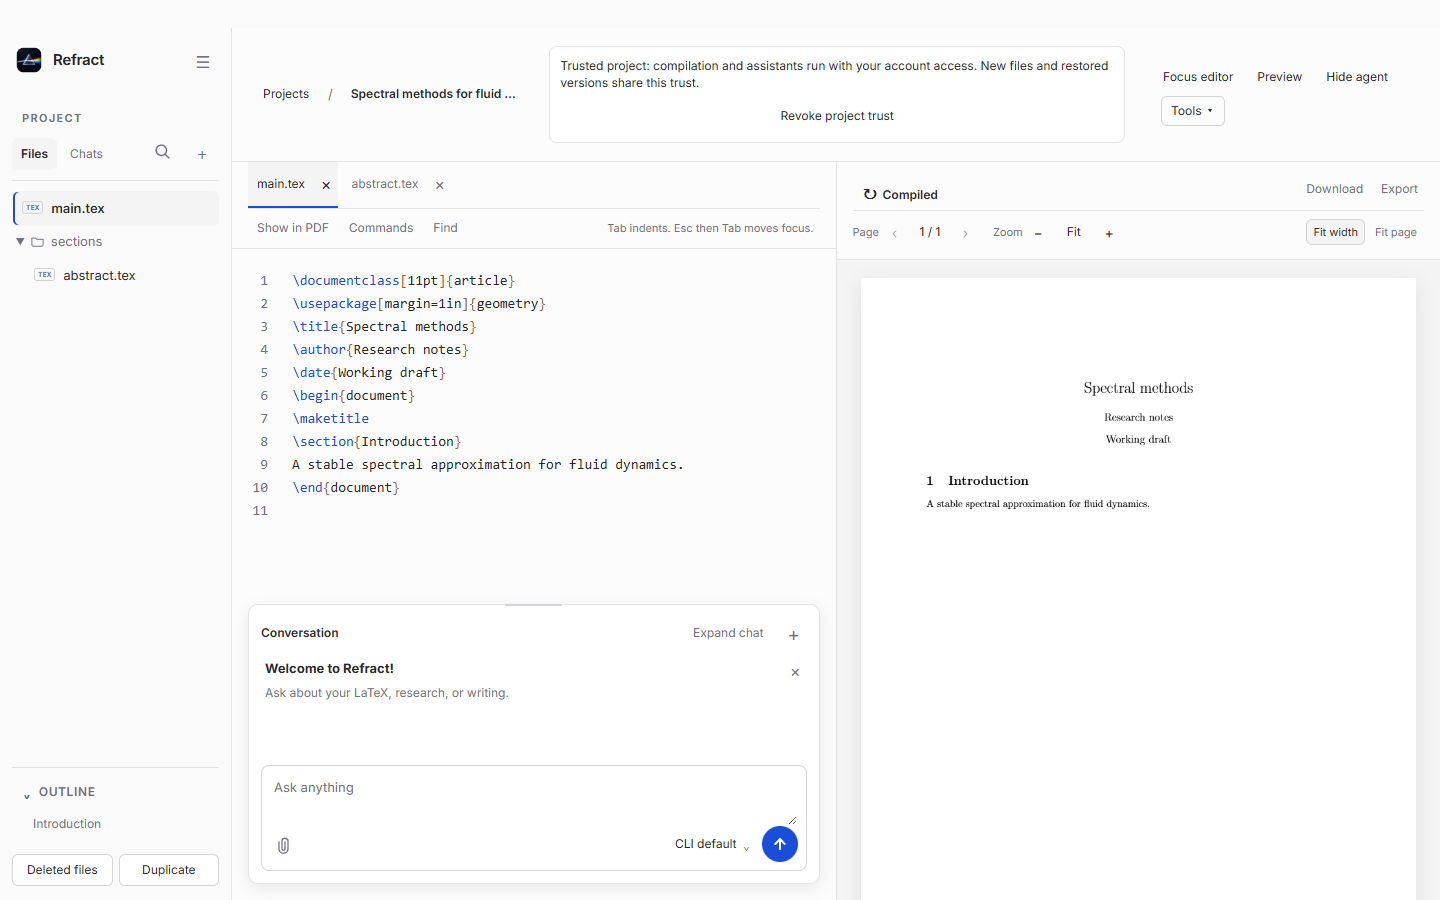 Refract
PROJECT
Files
Chats
+
TEX main.tex
sections
TEX abstract.tex
OUTLINE
Introduction
Deleted files
Duplicate
Projects / Spectral methods for fluid ...
Trusted project: compilation and assistants run with your account access. New files and restored
versions share this trust.
Revoke project trust
Focus editor
Preview
Hide agent
Tools
main.tex ×
abstract.tex ×
Show in PDF
Commands
Find
Tab indents. Esc then Tab moves focus.
1 \documentclass[11pt]{article}
2 \usepackage[margin=1in]{geometry}
3 \title{Spectral methods}
4 \author{Research notes}
5 \date{Working draft}
6 \begin{document}
7 \maketitle
8 \section{Introduction}
9 A stable spectral approximation for fluid dynamics.
10 \end{document}
11
Conversation
Expand chat
+
Welcome to Refract!
×
Ask about your LaTeX, research, or writing.
Ask anything
CLI default
↻ Compiled
Download
Export
Page ‹ 1 / 1 ›
Zoom – Fit +
Fit width
Fit page
Spectral methods
Research notes
Working draft
1 Introduction
A stable spectral approximation for fluid dynamics.